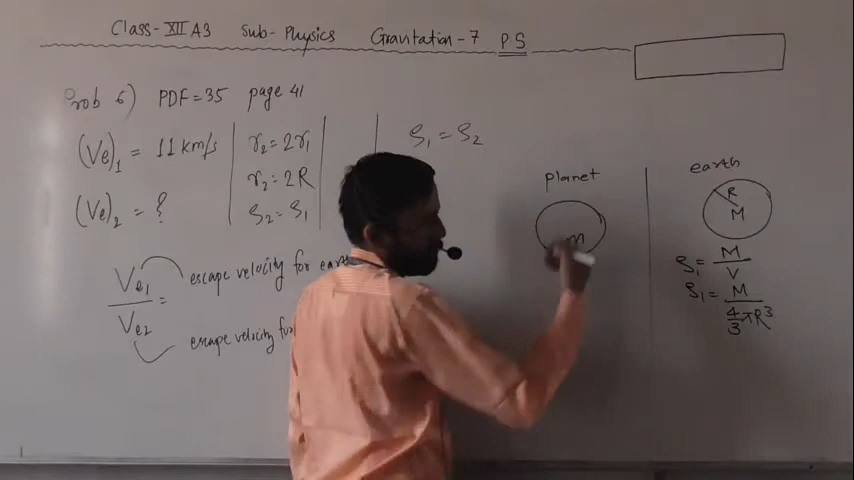 Class-XII A3 Sub-Physics Gravitation-7 PS
Prob 6) PDF=35 page 41
(Ve)₁ = 11 km/s
(Ve)₂ = ?
r₂ = 2r₁
r₂ = 2R
ρ₂ = ρ₁
ρ₁ = ρ₂
Ve₁ / Ve₂ =
escape velocity for earth
escape velocity for
planet
m
earth
R
M
ρ₁ = M / V
ρ₁ = M / (4/3 πR³)